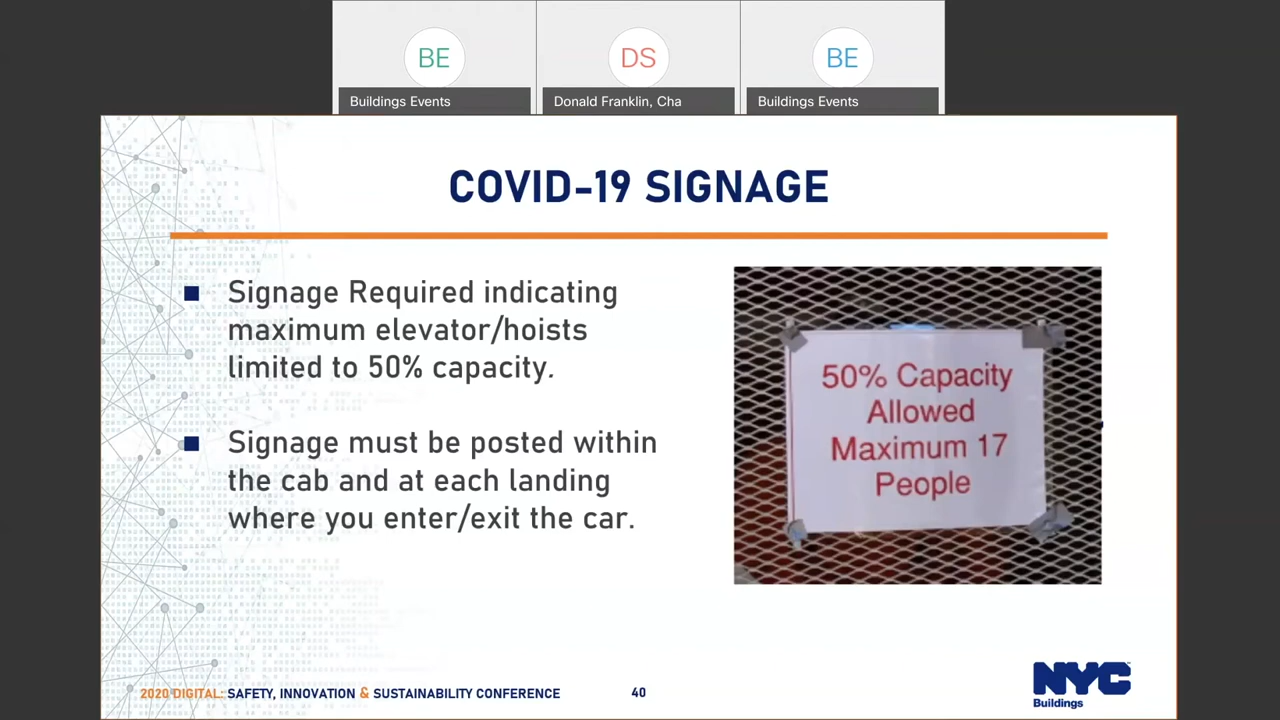 BE
DS
BE
Buildings Events
Donald Franklin, Cha
Buildings Events
COVID-19 SIGNAGE
Signage Required indicating
maximum elevator/hoists
limited to 50% capacity.
Signage must be posted within
the cab and at each landing
where you enter/exit the car.
50% Capacity
Allowed
Maximum 17
People
2020 DIGITAL: SAFETY, INNOVATION & SUSTAINABILITY CONFERENCE
40
NYC
Buildings